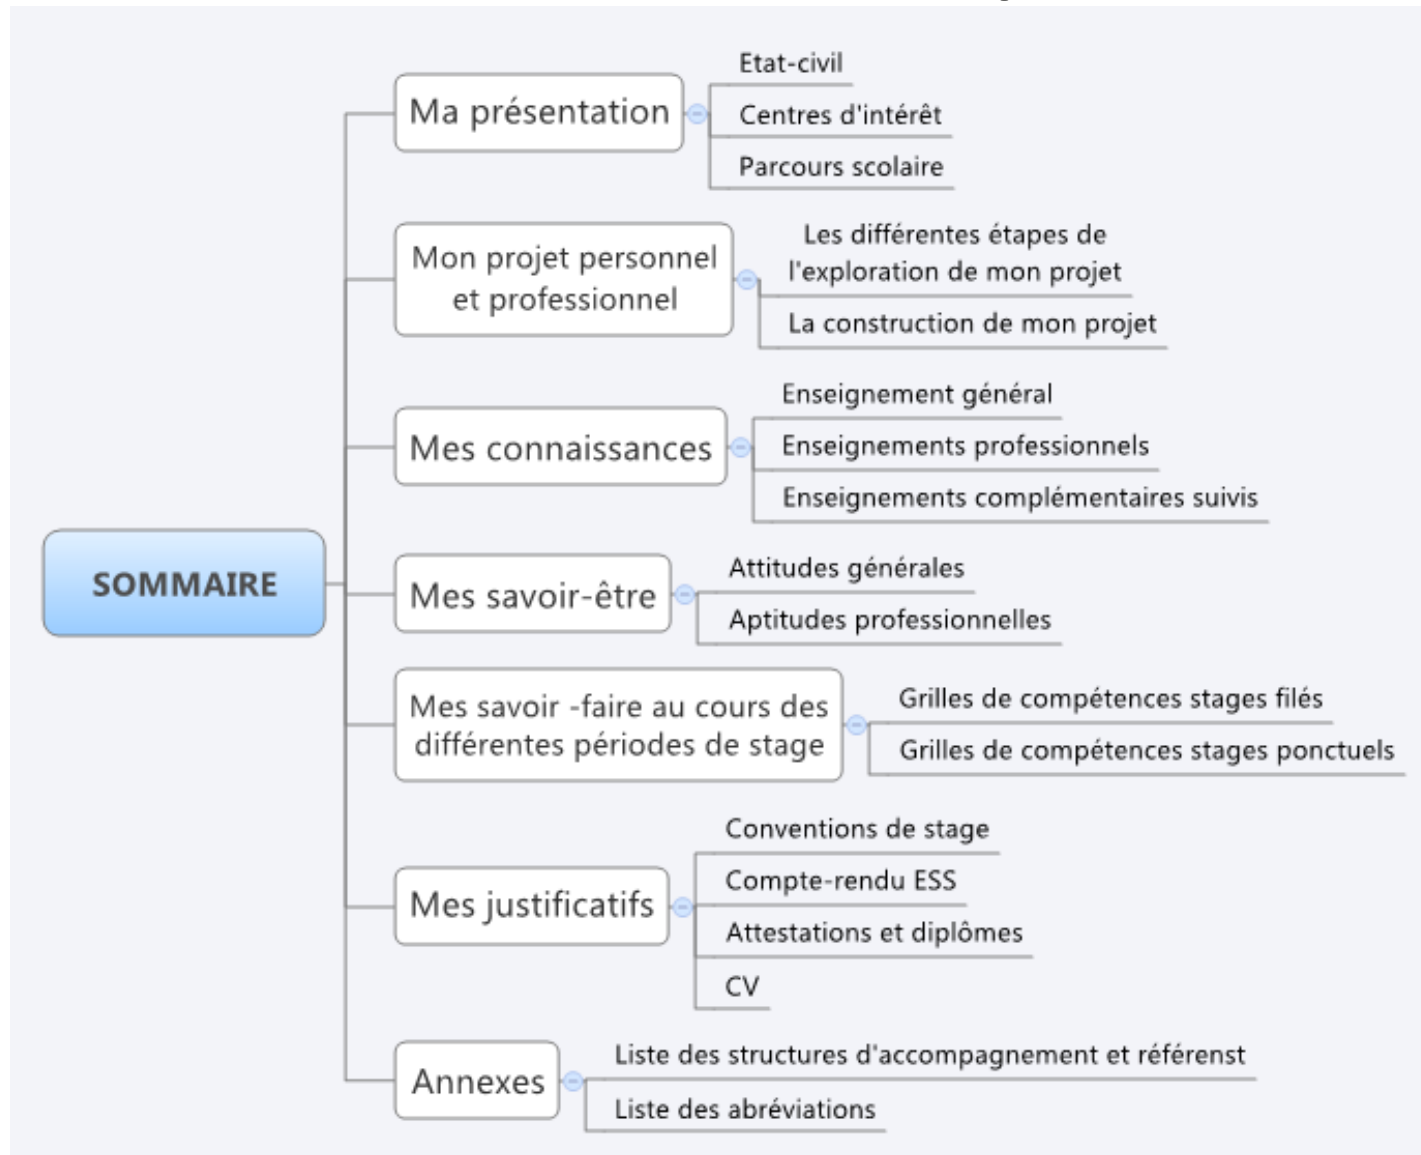 SOMMAIRE
Ma présentation
Etat-civil
Centres d'intérêt
Parcours scolaire
Mon projet personnel
et professionnel
Les différentes étapes de
l'exploration de mon projet
La construction de mon projet
Mes connaissances
Enseignement général
Enseignements professionnels
Enseignements complémentaires suivis
Mes savoir-être
Attitudes générales
Aptitudes professionnelles
Mes savoir -faire au cours des
différentes périodes de stage
Grilles de compétences stages filés
Grilles de compétences stages ponctuels
Mes justificatifs
Conventions de stage
Compte-rendu ESS
Attestations et diplômes
CV
Annexes
Liste des structures d'accompagnement et référenst
Liste des abréviations